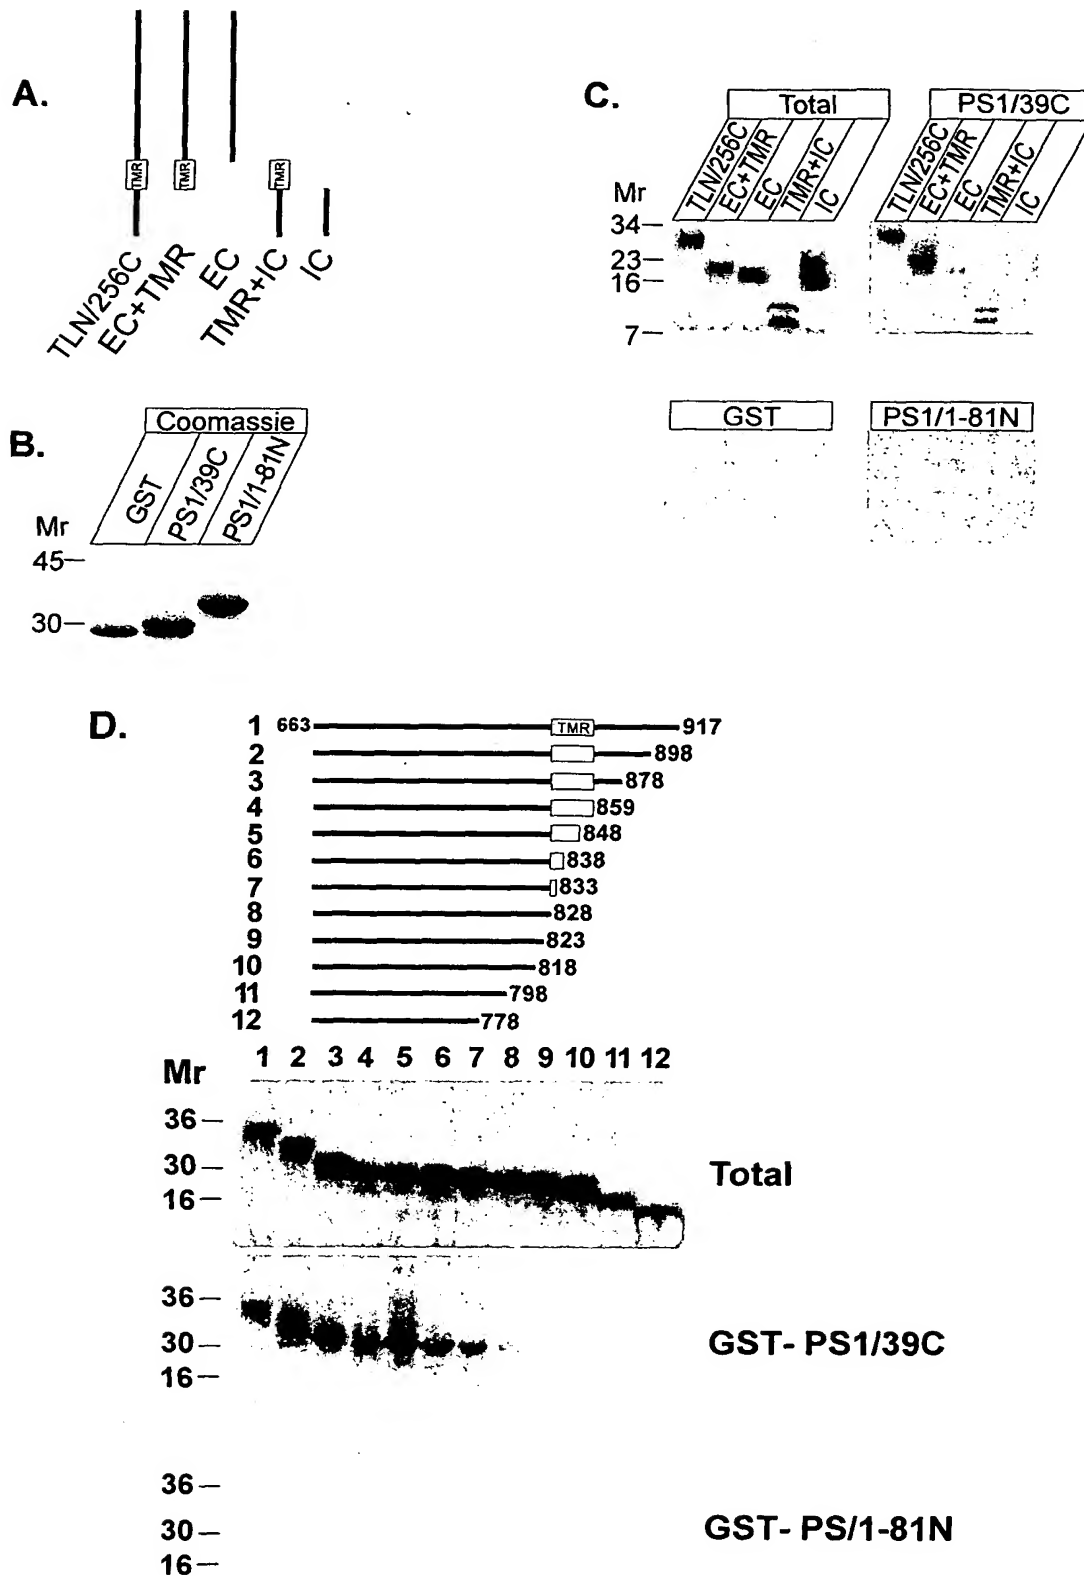 A.
TMR TMR TMR
TLN/256C EC+TMR EC TMR+IC IC
B.
Coomassie
GST PS1/39C PS1/1-81N
Mr
45
30
C.
Total PS1/39C
TLN/256C EC+TMR EC TMR+IC IC TLN/256C EC+TMR EC TMR+IC IC
Mr
34
23
16
7
GST PS1/1-81N
D.
1 663 TMR 917
2 898
3 878
4 859
5 848
6 838
7 833
8 828
9 823
10 818
11 798
12 778
Mr 1 2 3 4 5 6 7 8 9 10 11 12
36
30 Total
16
36
30 GST- PS1/39C
16
36
30 GST- PS/1-81N
16